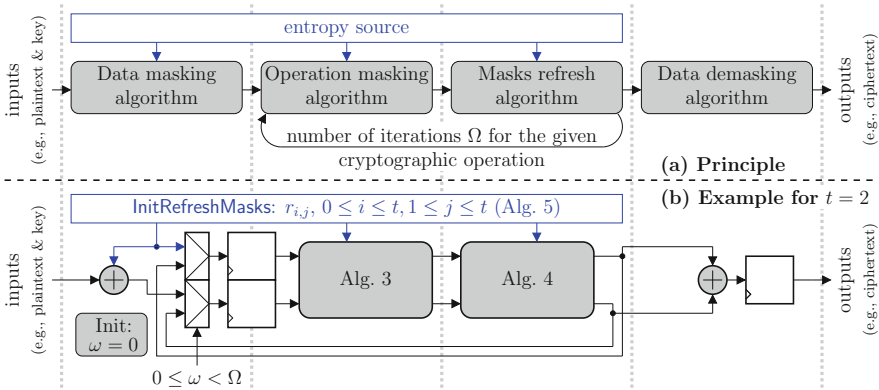 inputs
(e.g., plaintext & key)
entropy source
Data masking
algorithm
Operation masking
algorithm
Masks refresh
algorithm
Data demasking
algorithm
outputs
(e.g., ciphertext)
number of iterations Ω for the given
cryptographic operation
(a) Principle
(b) Example for t = 2
InitRefreshMasks: r_{i,j}, 0 ≤ i ≤ t, 1 ≤ j ≤ t (Alg. 5)
inputs
(e.g., plaintext & key)
Alg. 3
Alg. 4
outputs
(e.g., ciphertext)
Init:
ω = 0
0 ≤ ω < Ω